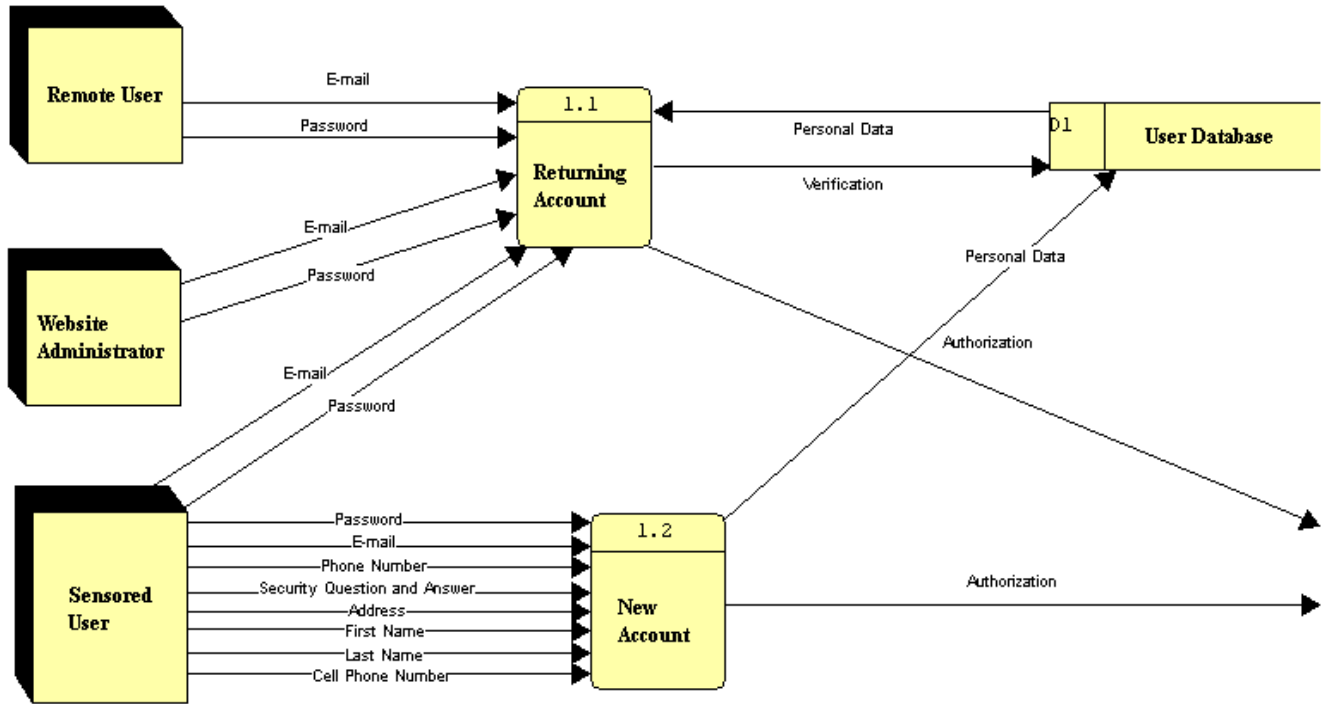 Remote User
E-mail
Password
1.1
Returning
Account
Personal Data
Verification
D1
User Database
E-mail
Password
Website
Administrator
Personal Data
Authorization
E-mail
Password
Sensored
User
Password
E-mail
Phone Number
Security Question and Answer
Address
First Name
Last Name
Cell Phone Number
1.2
New
Account
Authorization